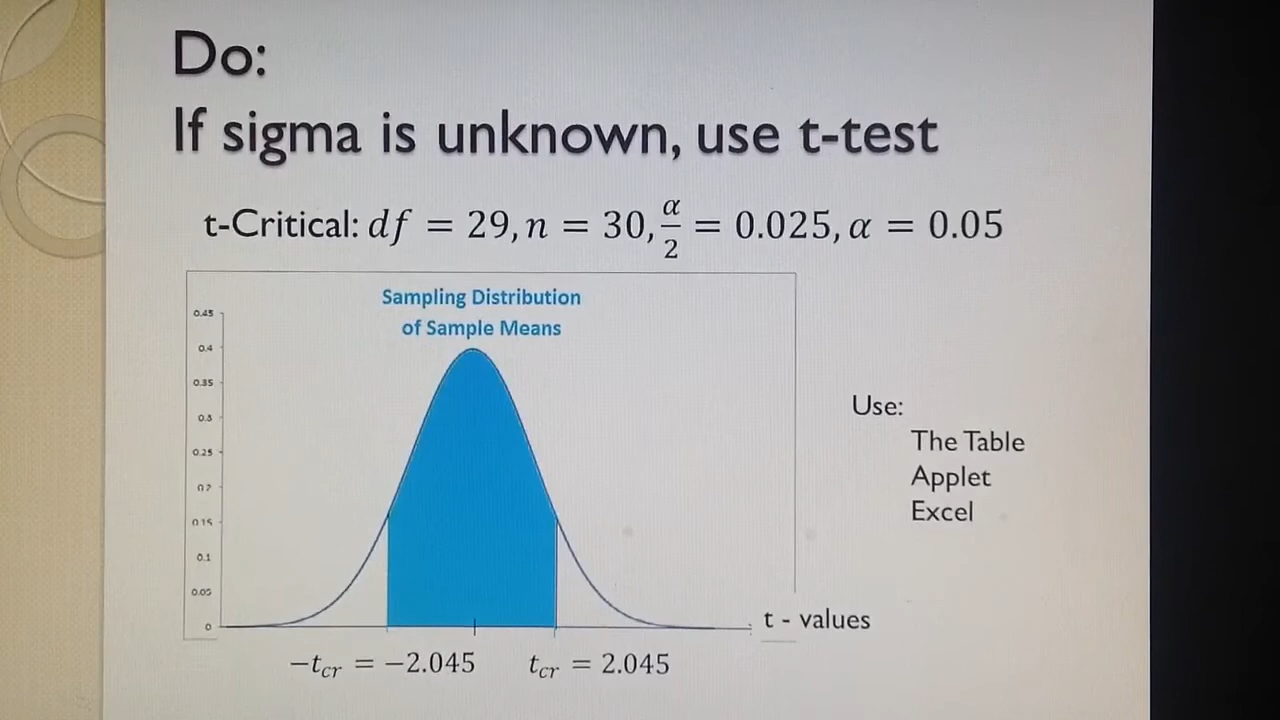 Do:
If sigma is unknown, use t-test
t-Critical: df = 29, n = 30, α/2 = 0.025, α = 0.05
Sampling Distribution
of Sample Means
0.45
0.4
0.35
0.3
0.25
0.2
0.15
0.1
0.05
0
t - values
−tcr = −2.045
tcr = 2.045
Use:
The Table
Applet
Excel